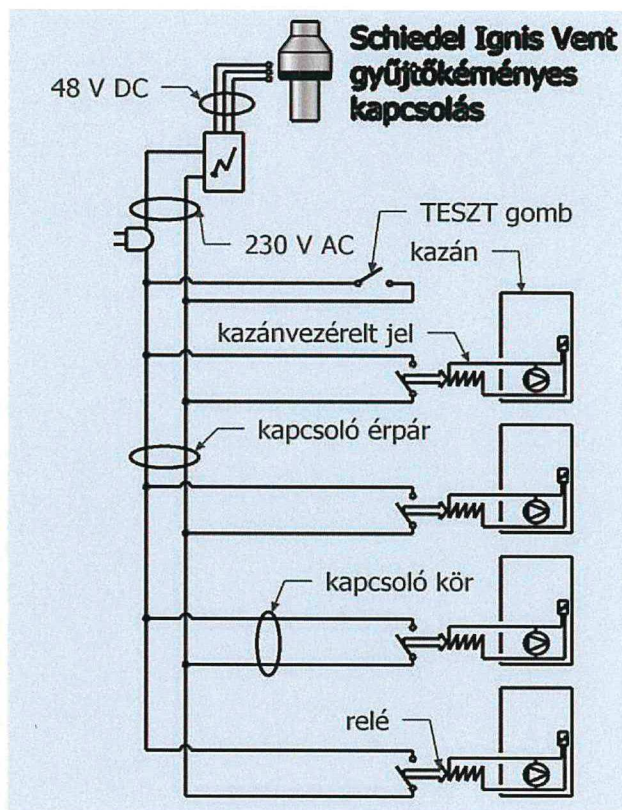 Schiedel Ignis Vent
gyűjtőkéményes
kapcsolás
48 V DC
230 V AC
TESZT gomb
kazán
kazánvezérelt jel
kapcsoló érpár
kapcsoló kör
relé